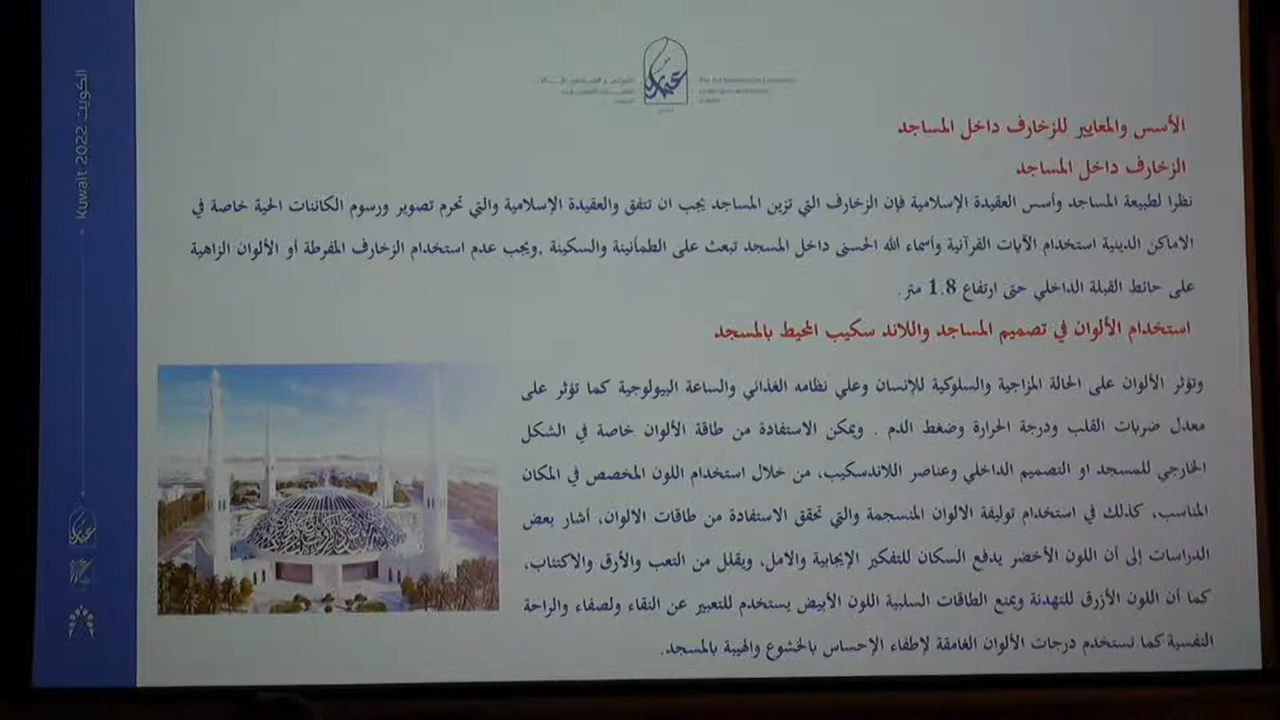 الكويت Kuwait 2022
الأسس والمعايير للزخارف داخل المساجد
الزخارف داخل المساجد
نظرا لطبيعة المساجد وأسس العقيدة الإسلامية فإن الزخارف التي تزين المساجد يجب ان تتفق والعقيدة الإسلامية والتي تحرم تصوير ورسوم الكائنات الحية خاصة في
الاماكن الدينية استخدام الآيات القرآنية وأسماء الله الحسنى داخل المسجد تبعث على الطمأنينة والسكينة ,ويجب عدم استخدام الزخارف المفرطة أو الألوان الزاهية
على حائط القبلة الداخلي حتى ارتفاع 1.8 متر.
استخدام الألوان في تصميم المساجد واللاند سكيب المحيط بالمسجد
وتؤثر الألوان على الحالة المزاجية والسلوكية للإنسان وعلي نظامه الغذائي والساعة البيولوجية كما تؤثر على
معدل ضربات القلب ودرجة الحرارة وضغط الدم . ويمكن الاستفادة من طاقة الألوان خاصة في الشكل
الخارجي للمسجد او التصميم الداخلي وعناصر اللاندسكيب، من خلال استخدام اللون المخصص في المكان
المناسب، كذلك في استخدام توليفة الالوان المنسجمة والتي تحقق الاستفادة من طاقات الالوان، أشار بعض
الدراسات إلى أن اللون الأخضر يدفع السكان للتفكير الإيجابية والامل، ويقلل من التعب والأرق والاكتئاب،
كما أن اللون الأزرق للتهدئة ويمنع الطاقات السلبية اللون الأبيض يستخدم للتعبير عن النقاء ولصفاء والراحة
النفسية كما تستخدم درجات الألوان الغامقة لإطفاء الإحساس بالخشوع والهيبة بالمسجد.